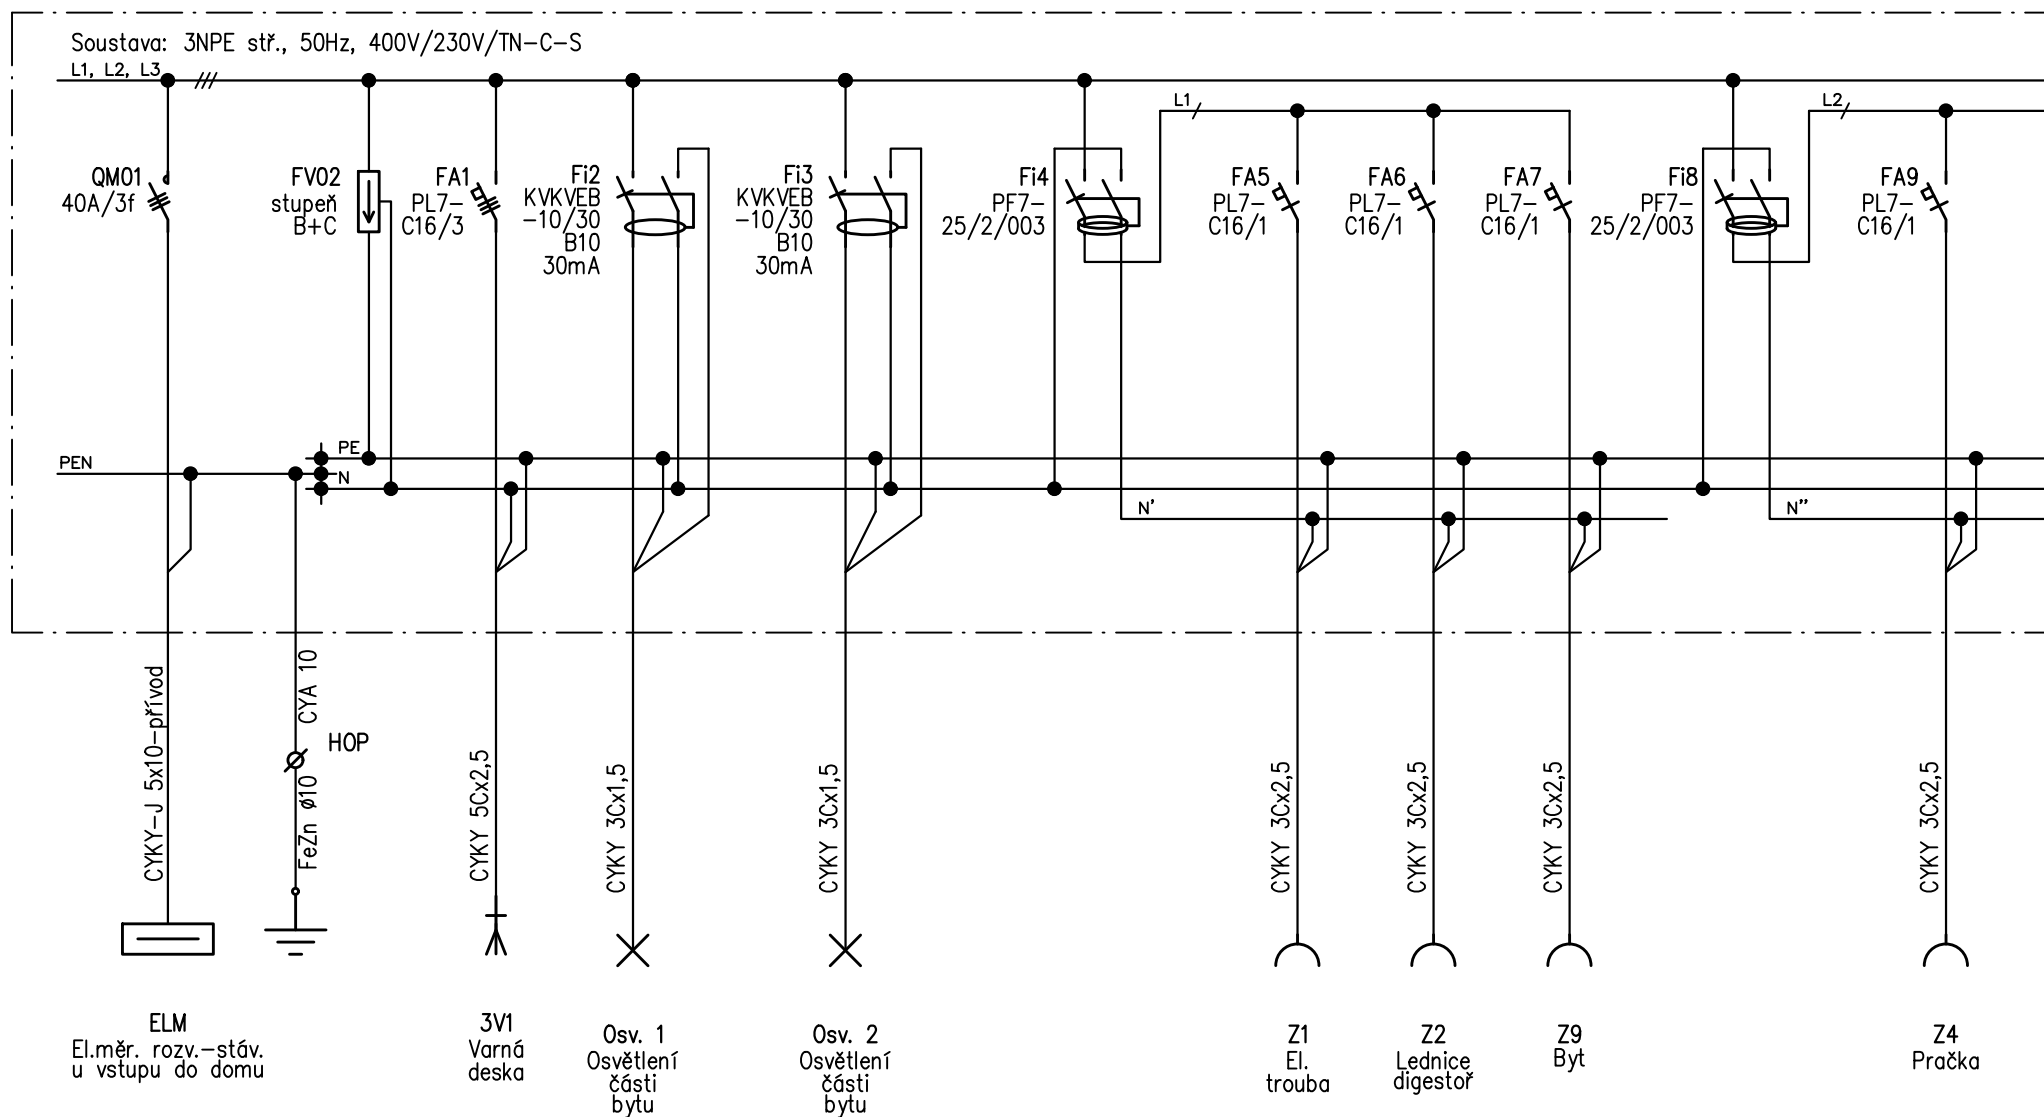 Soustava: 3NPE stř., 50Hz, 400V/230V/TN-C-S
L1, L2, L3
L1
L2
QM01
40A/3f
FV02
stupeň
B+C
FA1
PL7-
C16/3
Fi2
KVKVEB
-10/30
B10
30mA
Fi3
KVKVEB
-10/30
B10
30mA
Fi4
PF7-
25/2/003
FA5
PL7-
C16/1
FA6
PL7-
C16/1
FA7
PL7-
C16/1
Fi8
PF7-
25/2/003
FA9
PL7-
C16/1
PEN
PE
N
N'
N"
CYKY-J 5x10-přívod
CYA 10
HOP
FeZn ø10
CYKY 5Cx2,5
CYKY 3Cx1,5
CYKY 3Cx1,5
CYKY 3Cx2,5
CYKY 3Cx2,5
CYKY 3Cx2,5
CYKY 3Cx2,5
ELM
El.měr. rozv.-stáv.
u vstupu do domu
3V1
Varná
deska
Osv. 1
Osvětlení
části
bytu
Osv. 2
Osvětlení
části
bytu
Z1
El.
trouba
Z2
Lednice
digestoř
Z9
Byt
Z4
Pračka